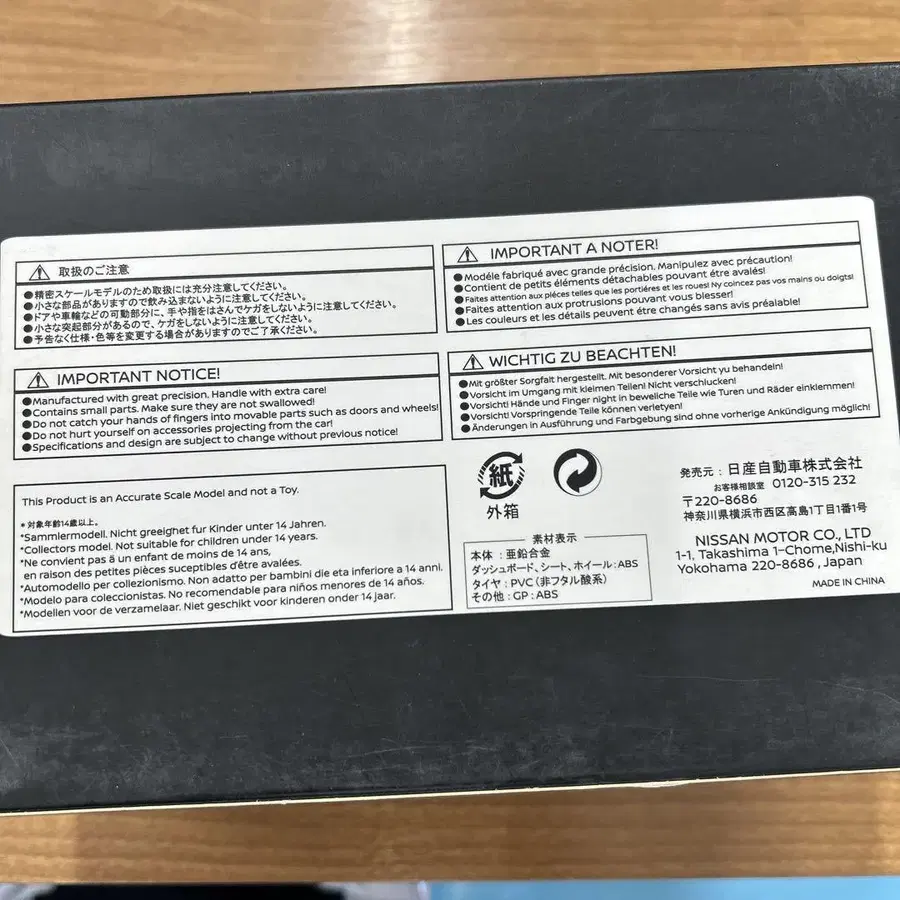 取扱のご注意
●精密スケールモデルのため取扱には充分注意してください。
●小さな部品がありますので飲み込まないように注意してください。
●ドアや車輪などの可動部分に、手や指をはさんでケガをしないように注意してください。
●小さな突起部分があるので、ケガをしないように注意してください。
●予告なく仕様・色等を変更する場合がありますのでご了承ください。
IMPORTANT NOTICE!
●Manufactured with great precision. Handle with extra care!
●Contains small parts. Make sure they are not swallowed!
●Do not catch your hands of fingers into movable parts such as doors and wheels!
●Do not hurt yourself on accessories projecting from the car!
●Specifications and design are subject to change without previous notice!
This Product is an Accurate Scale Model and not a Toy.
*対象年齢14歳以上。
*Sammlermodell. Nicht greeighet fur Kinder unter 14 Jahren.
*Collectors model. Not suitable for children under 14 years.
*Ne convient pas à un enfant de moins de 14 ans,
en raison des petites pièces suceptibles d'être avalées.
*Automodello per collezionismo. Non adatto per bambini die eta inferiore a 14 anni.
*Modelo para coleccionistas. No recomendable para niños menores de 14 años.
*Modellen voor de verzamelaar. Niet geschikt voor kinderen onder 14 jaar.
IMPORTANT A NOTER!
●Modéle fabriqué avec grande précision. Manipulez avec précaution!
●Contient de petits éléments détachables pouvant être avalés!
●Faites attention aux pièces telles que les portières et les roues! Ny coincez pas vos mains ou doigts!
●Faites attention aux protrusions pouvant vous blesser!
●Les couleurs et les détails peuvent être changés sans avis préalable!
WICHTIG ZU BEACHTEN!
●Mit größter Sorgfalt hergestellt. Mit besonderer Vorsicht zu behandeln!
●Vorsicht im Umgang mit kleinen Teilen! Nicht verschlucken!
●Vorsicht! Hände und Finger night in beweliche Teile wie Turen und Räder einklemmen!
●Vorsicht! Vorspringende Teile können verletyen!
●Änderungen in Ausführung und Farbgebung sind ohne vorherige Ankündigung möglich!
紙
外箱
素材表示
本体：亜鉛合金
ダッシュボード、シート、ホイール：ABS
タイヤ：PVC（非フタル酸系）
その他：GP：ABS
発売元：日産自動車株式会社
お客様相談室 0120-315 232
〒220-8686
神奈川県横浜市西区高島1丁目1番1号
NISSAN MOTOR CO., LTD
1-1, Takashima 1-Chome,Nishi-ku
Yokohama 220-8686 , Japan
MADE IN CHINA